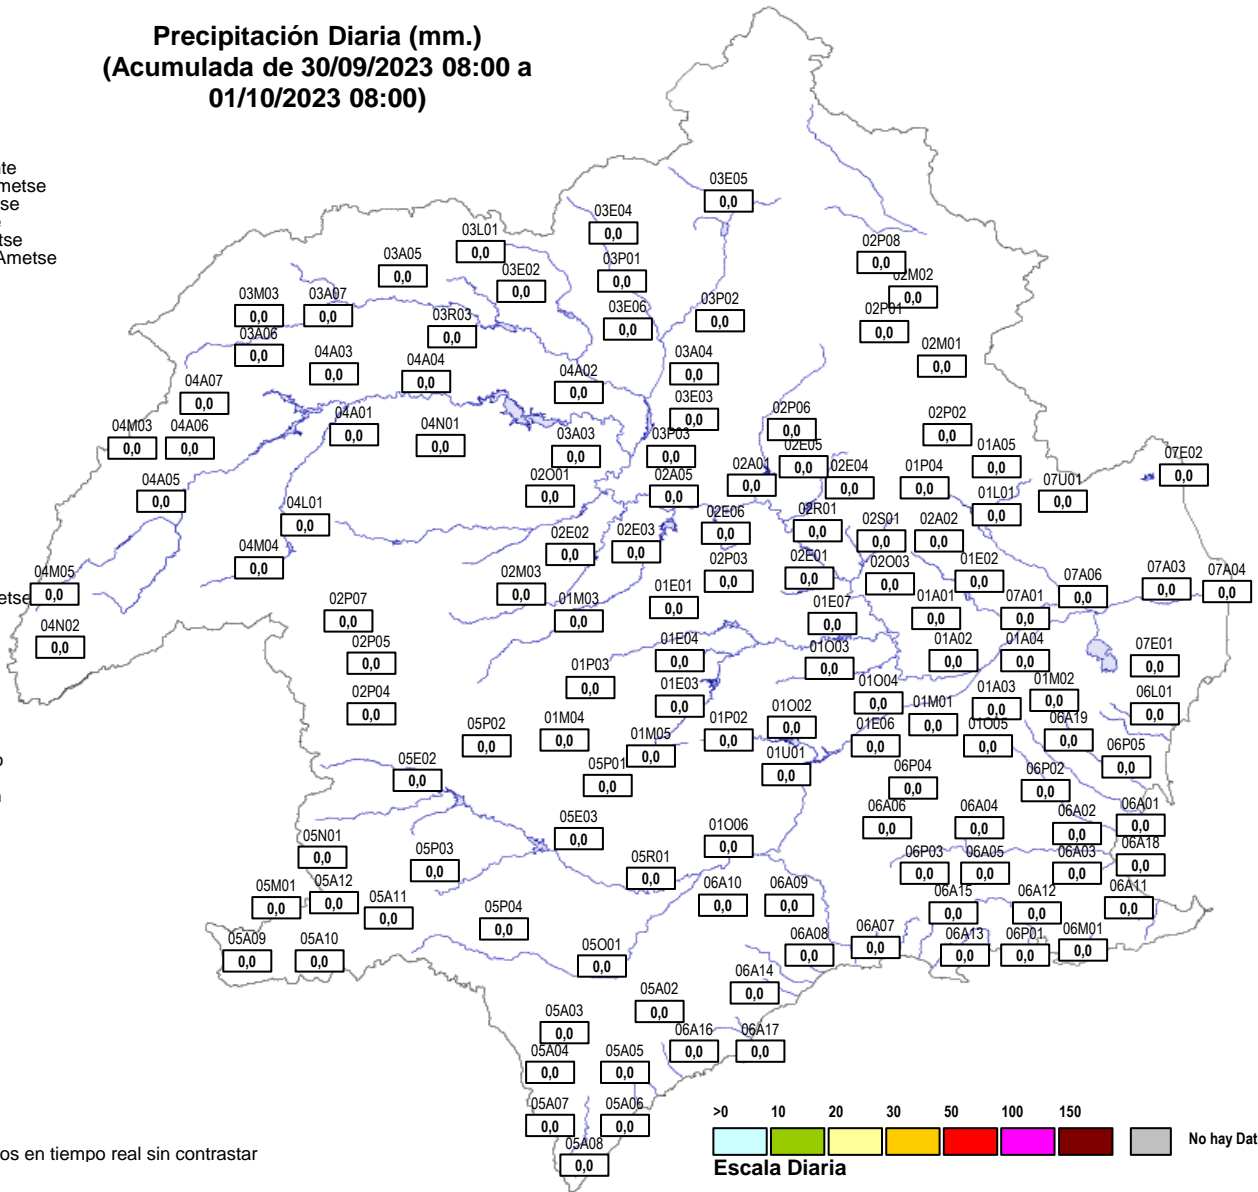 Precipitación Diaria (mm.)
(Acumulada de 30/09/2023 08:00 a
01/10/2023 08:00)
03E05
0,0
03E04
0,0
03L01
0,0
03A05
0,0
03P01
0,0
03E02
0,0
02P08
0,0
02M02
0,0
03M03
0,0
03A07
0,0
03P02
0,0
03E06
0,0
02P01
0,0
03R03
0,0
03A06
0,0
02M01
0,0
04A03
0,0
04A04
0,0
03A04
0,0
04A02
0,0
04A07
0,0
03E03
0,0
02P06
0,0
04A01
0,0
02P02
0,0
04M03
0,0
04A06
0,0
04N01
0,0
03A03
0,0
03P03
0,0
02E05
0,0
01A05
0,0
07E02
0,0
02O01
0,0
02A05
0,0
02A01
0,0
02E04
0,0
01P04
0,0
07U01
0,0
04A05
0,0
01L01
0,0
04L01
0,0
02R01
0,0
02E06
0,0
02S01
0,0
02A02
0,0
02E02
0,0
02E03
0,0
04M04
0,0
02P03
0,0
02E01
0,0
02O03
0,0
01E02
0,0
04M05
0,0
02M03
0,0
07A06
0,0
07A03
0,0
07A04
0,0
01E01
0,0
02P07
0,0
01M03
0,0
01E07
0,0
01A01
0,0
07A01
0,0
04N02
0,0
02P05
0,0
01E04
0,0
01O03
0,0
01A02
0,0
01A04
0,0
07E01
0,0
01P03
0,0
02P04
0,0
01E03
0,0
01O04
0,0
01A03
0,0
01M02
0,0
06L01
0,0
05P02
0,0
01M04
0,0
01P02
0,0
01O02
0,0
01M01
0,0
01E06
0,0
01O05
0,0
06A19
0,0
01M05
0,0
06P05
0,0
05E02
0,0
05P01
0,0
01U01
0,0
06P04
0,0
06P02
0,0
05E03
0,0
01O06
0,0
06A06
0,0
06A04
0,0
06A02
0,0
06A01
0,0
05N01
0,0
05P03
0,0
05R01
0,0
06P03
0,0
06A05
0,0
06A03
0,0
06A18
0,0
05M01
0,0
05A12
0,0
05A11
0,0
06A10
0,0
06A09
0,0
06A15
0,0
06A12
0,0
06A11
0,0
05P04
0,0
05A09
0,0
05A10
0,0
05O01
0,0
06A08
0,0
06A07
0,0
06A13
0,0
06P01
0,0
06M01
0,0
06A14
0,0
05A02
0,0
05A03
0,0
06A16
0,0
06A17
0,0
05A04
0,0
05A05
0,0
05A07
0,0
05A06
0,0
05A08
0,0
>0 10 20 30 50 100 150
No hay Dat
Escala Diaria
os en tiempo real sin contrastar